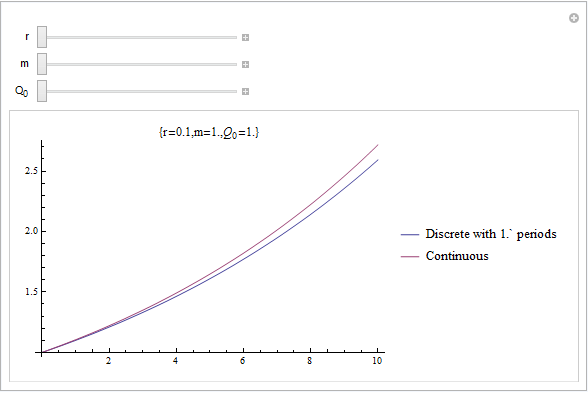 r
m
Q₀
{r=0.1,m=1.,Q₀=1.}
2.5
2.0
1.5
2 4 6 8 10
Discrete with 1.` periods
Continuous